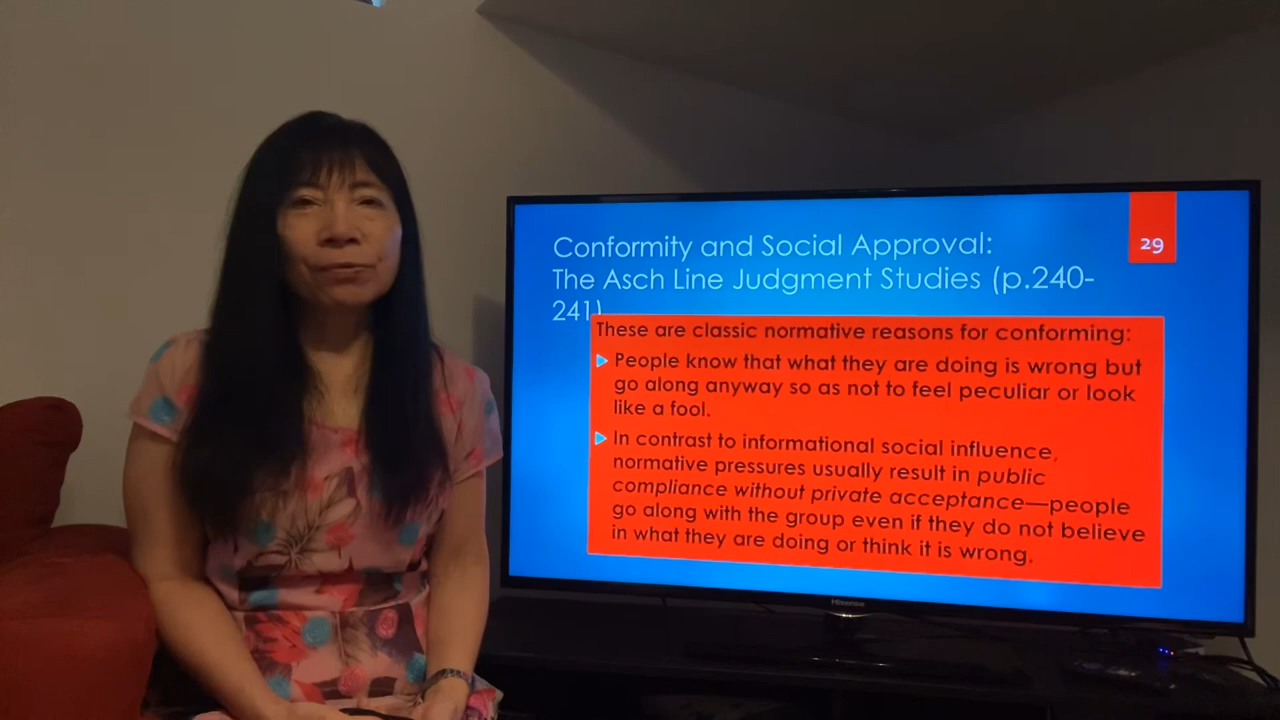 Conformity and Social Approval:
29
The Asch Line Judgment Studies (p.240-
241)
These are classic normative reasons for conforming:
People know that what they are doing is wrong but
go along anyway so as not to feel peculiar or look
like a fool.
In contrast to informational social influence,
normative pressures usually result in public
compliance without private acceptance—people
go along with the group even if they do not believe
in what they are doing or think it is wrong.
Hisense